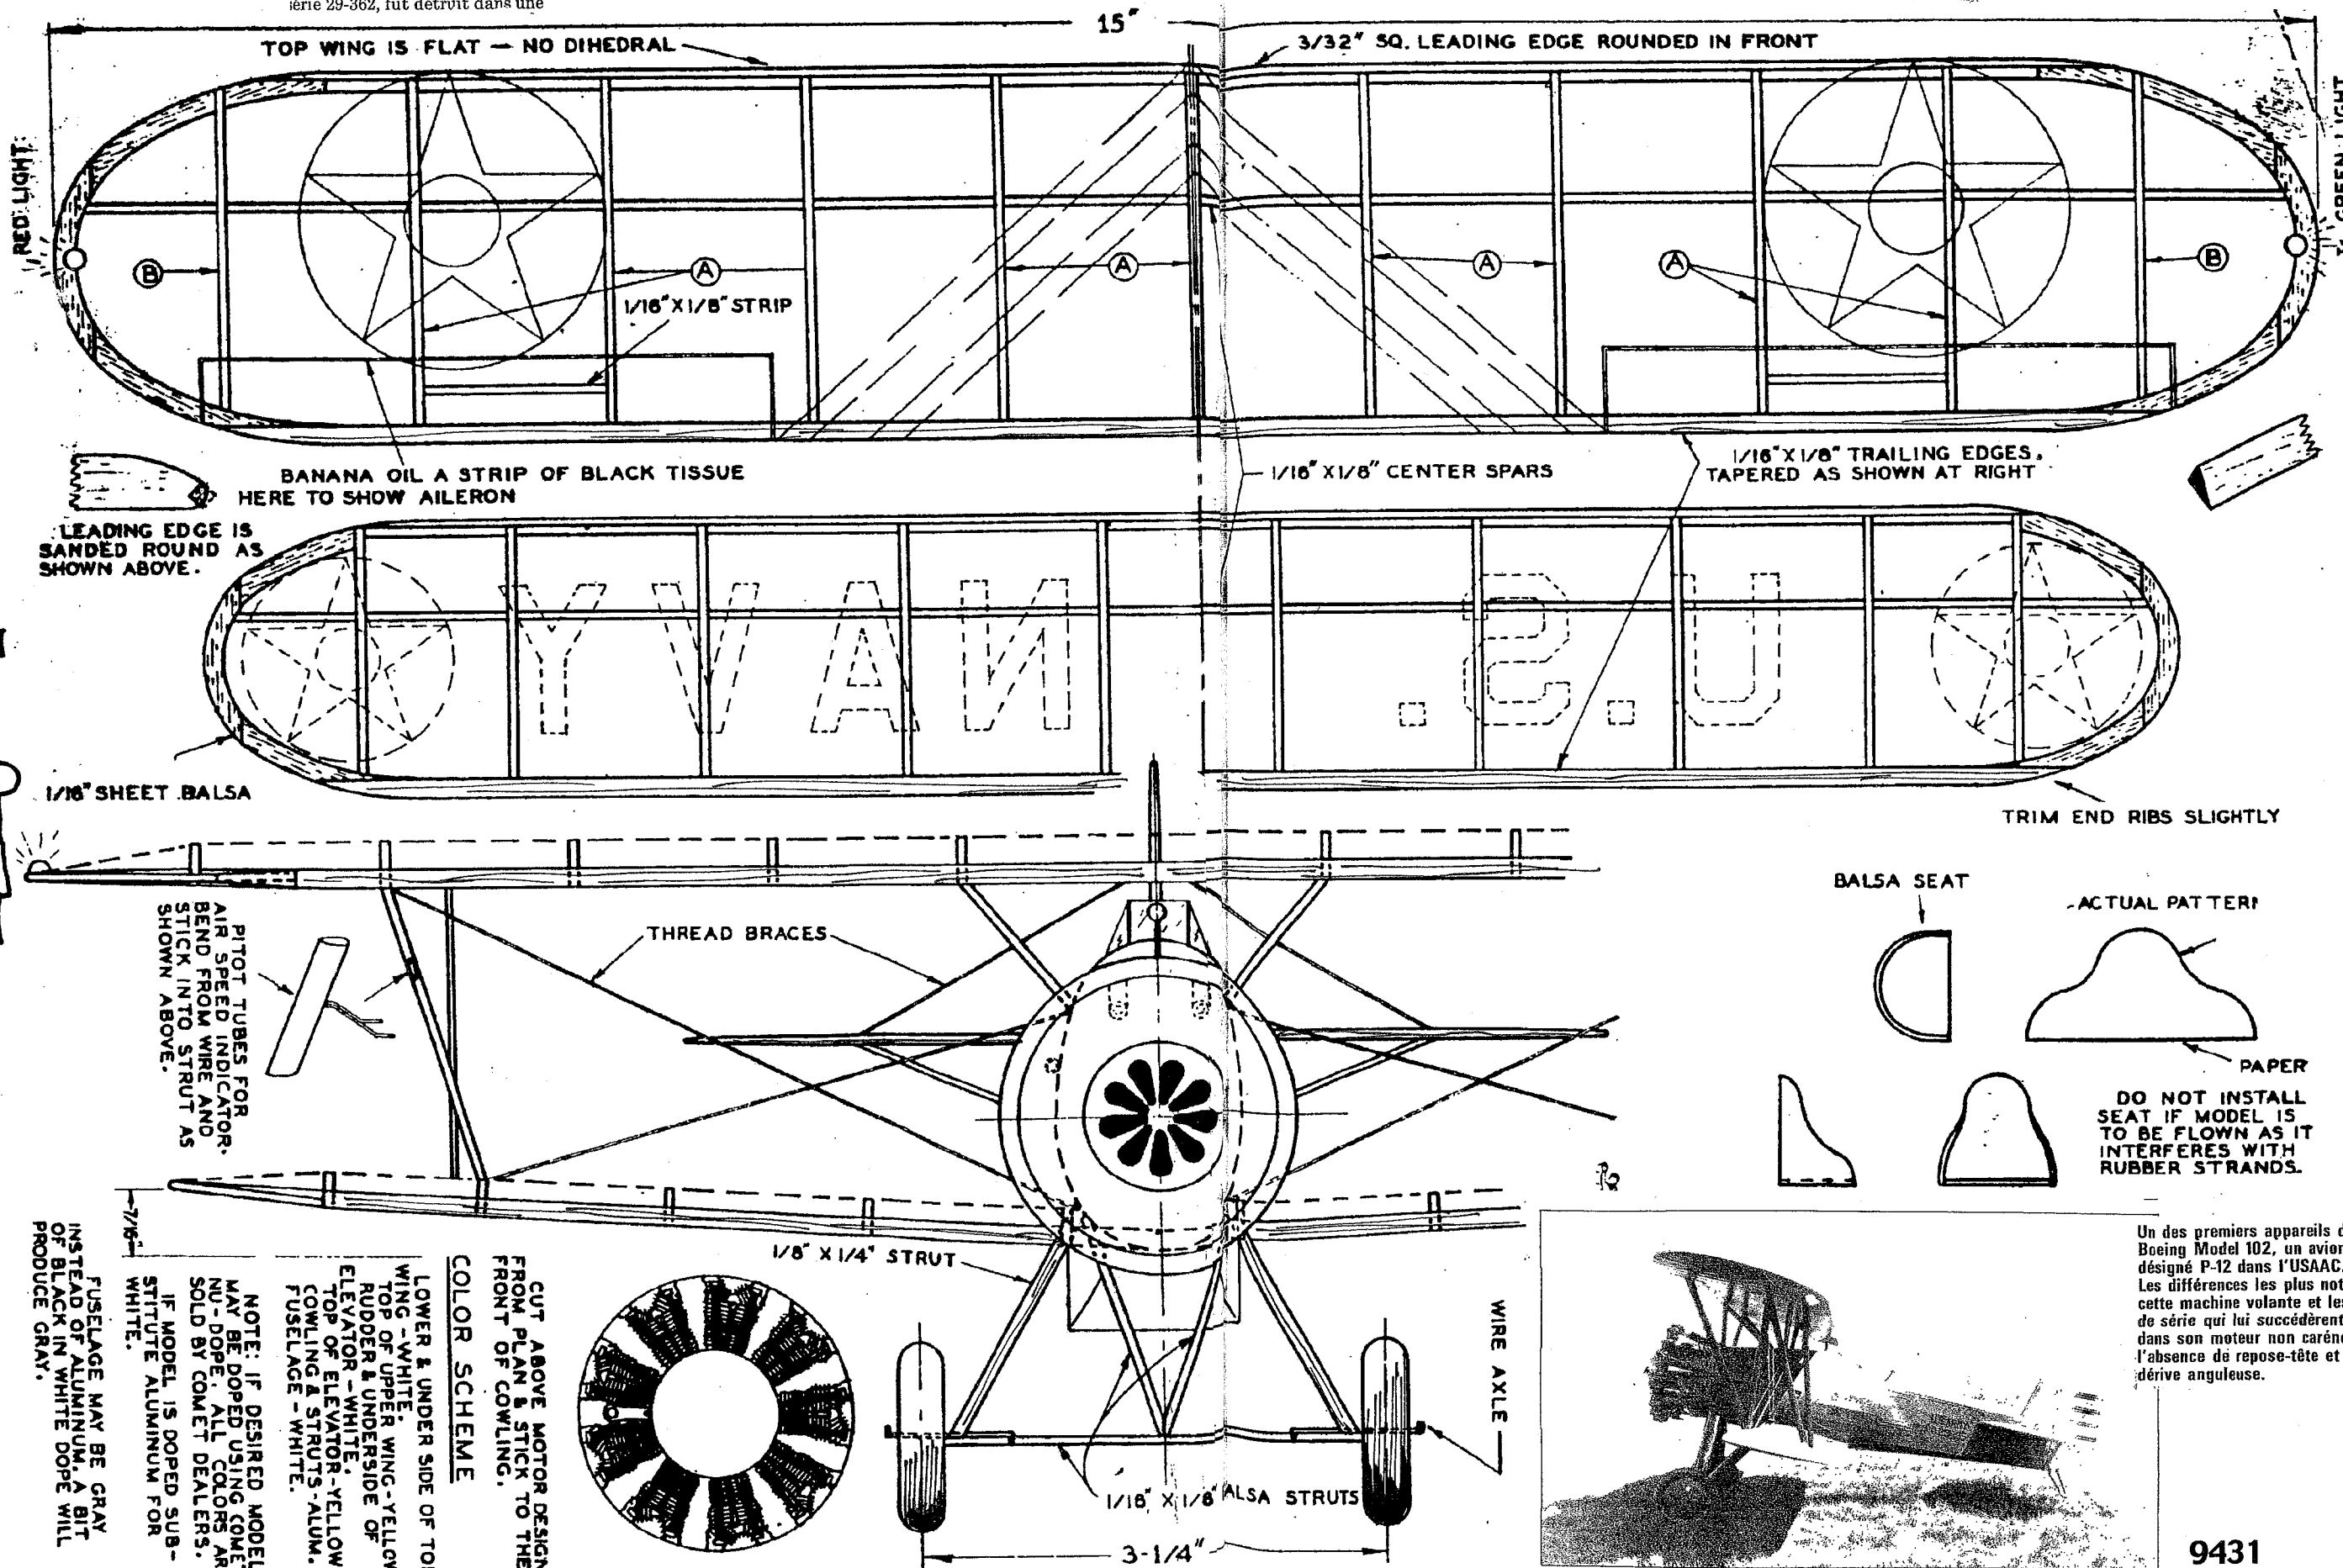 série 29-362, fut détruit dans une
15"
TOP WING IS FLAT — NO DIHEDRAL
3/32" SQ. LEADING EDGE ROUNDED IN FRONT
RED LIGHT
GREEN LIGHT
B
A
A
A
A
B
1/16" X 1/8" STRIP
BANANA OIL A STRIP OF BLACK TISSUE
HERE TO SHOW AILERON
1/16" X 1/8" CENTER SPARS
1/16" X 1/8" TRAILING EDGES,
TAPERED AS SHOWN AT RIGHT
LEADING EDGE IS
SANDED ROUND AS
SHOWN ABOVE.
U.S. NAVY
1/16" SHEET BALSA
TRIM END RIBS SLIGHTLY
PITOT TUBES FOR
AIR SPEED INDICATOR.
BEND FROM WIRE AND
STICK INTO STRUT AS
SHOWN ABOVE.
THREAD BRACES
BALSA SEAT
ACTUAL PATTERN
PAPER
DO NOT INSTALL
SEAT IF MODEL IS
TO BE FLOWN AS IT
INTERFERES WITH
RUBBER STRANDS.
7/16"
1/8" X 1/4" STRUT
CUT ABOVE MOTOR DESIGN
FROM PLAN & STICK TO THE
FRONT OF COWLING.
COLOR SCHEME
LOWER & UNDER SIDE OF TOP
WING - WHITE.
TOP OF UPPER WING - YELLOW
RUDDER & UNDERSIDE OF
ELEVATOR - WHITE.
TOP OF ELEVATOR - YELLOW
COWLING & STRUTS - ALUM.
FUSELAGE - WHITE.
NOTE: IF DESIRED MODEL
MAY BE DOPED USING COMET
NU-DOPE. ALL COLORS AR
SOLD BY COMET DEALERS.
IF MODEL IS DOPED SUB-
STITUTE ALUMINUM FOR
WHITE.
FUSELAGE MAY BE GRAY
INSTEAD OF ALUMINUM. A BIT
OF BLACK IN WHITE DOPE WILL
PRODUCE GRAY.
WIRE AXLE
1/16" X 1/8" ALSA STRUTS
3-1/4"
Un des premiers appareils d
Boeing Model 102, un avion
désigné P-12 dans l'USAAC.
Les différences les plus not
cette machine volante et les
de série qui lui succédèrent
dans son moteur non caréné
l'absence de repose-tête et
dérive anguleuse.
9431